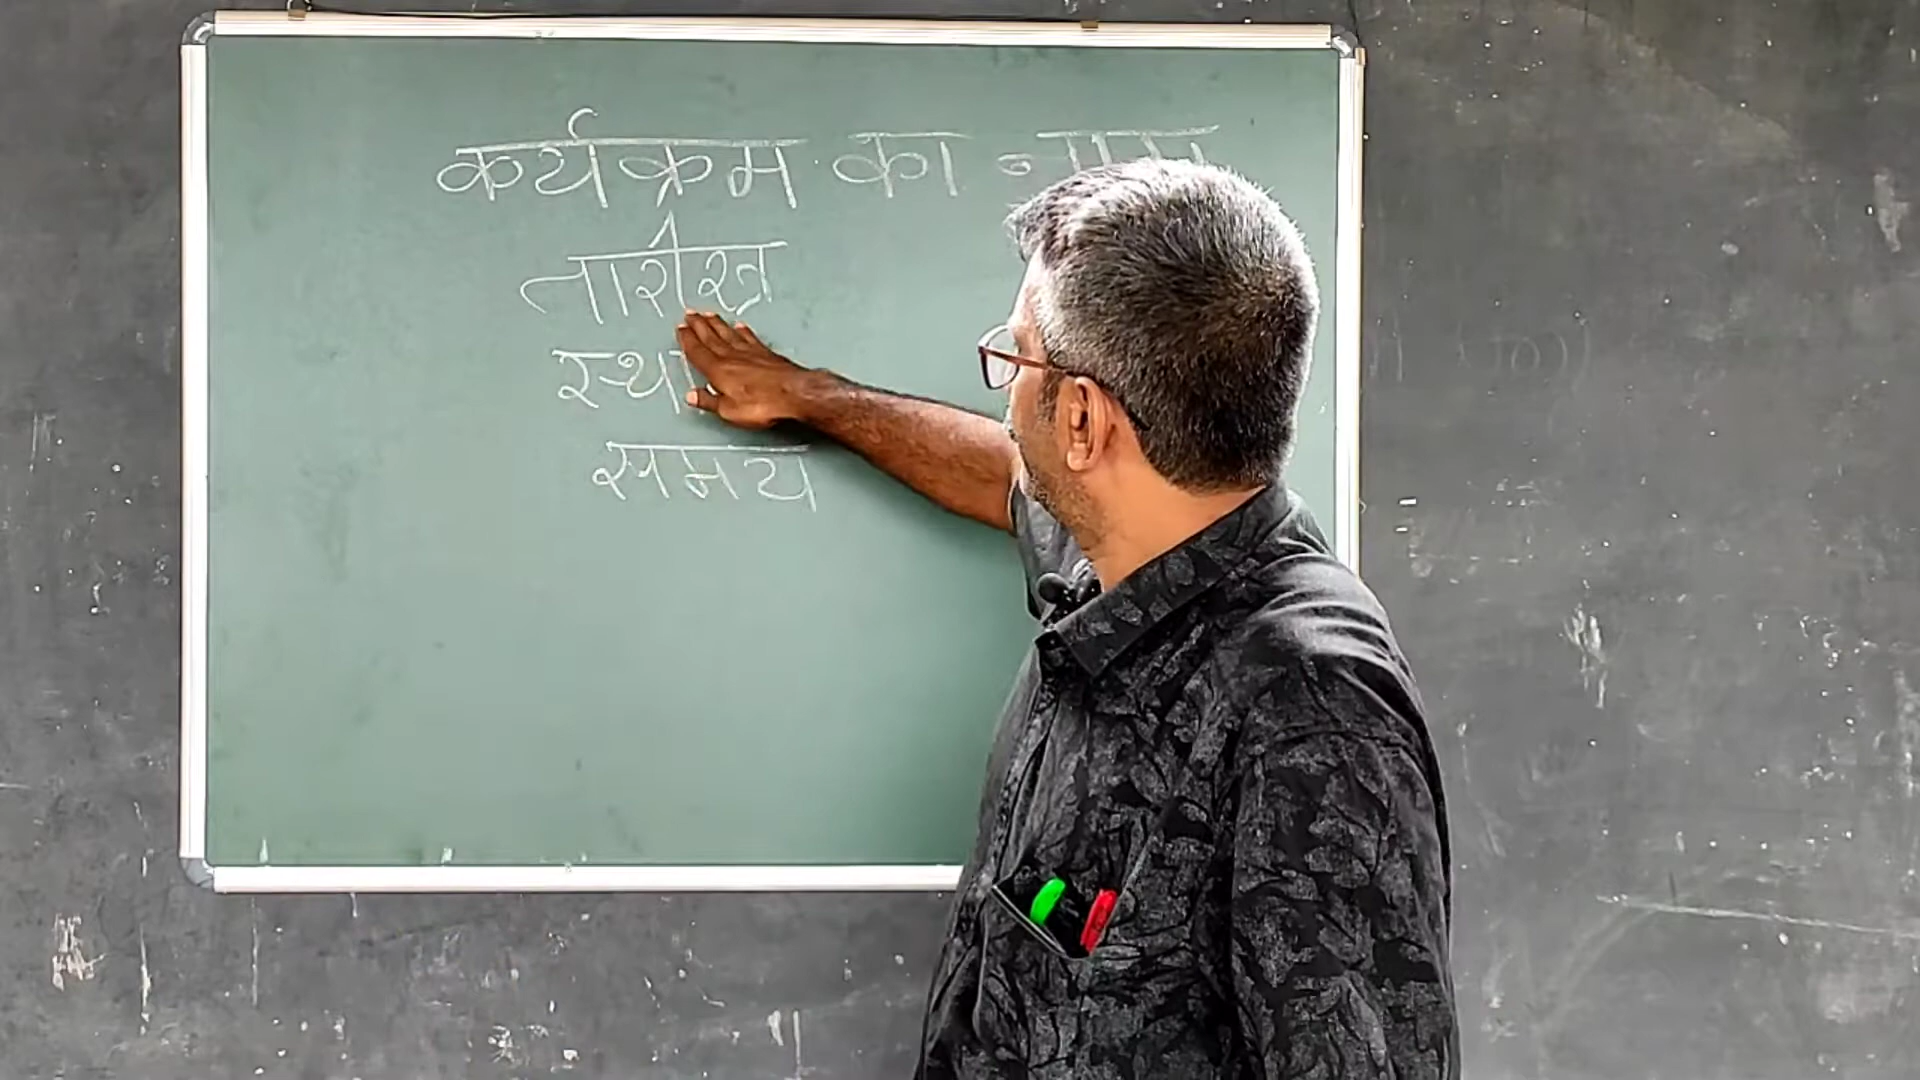 कर्यक्रम का नाम
तारीख
स्था
समय